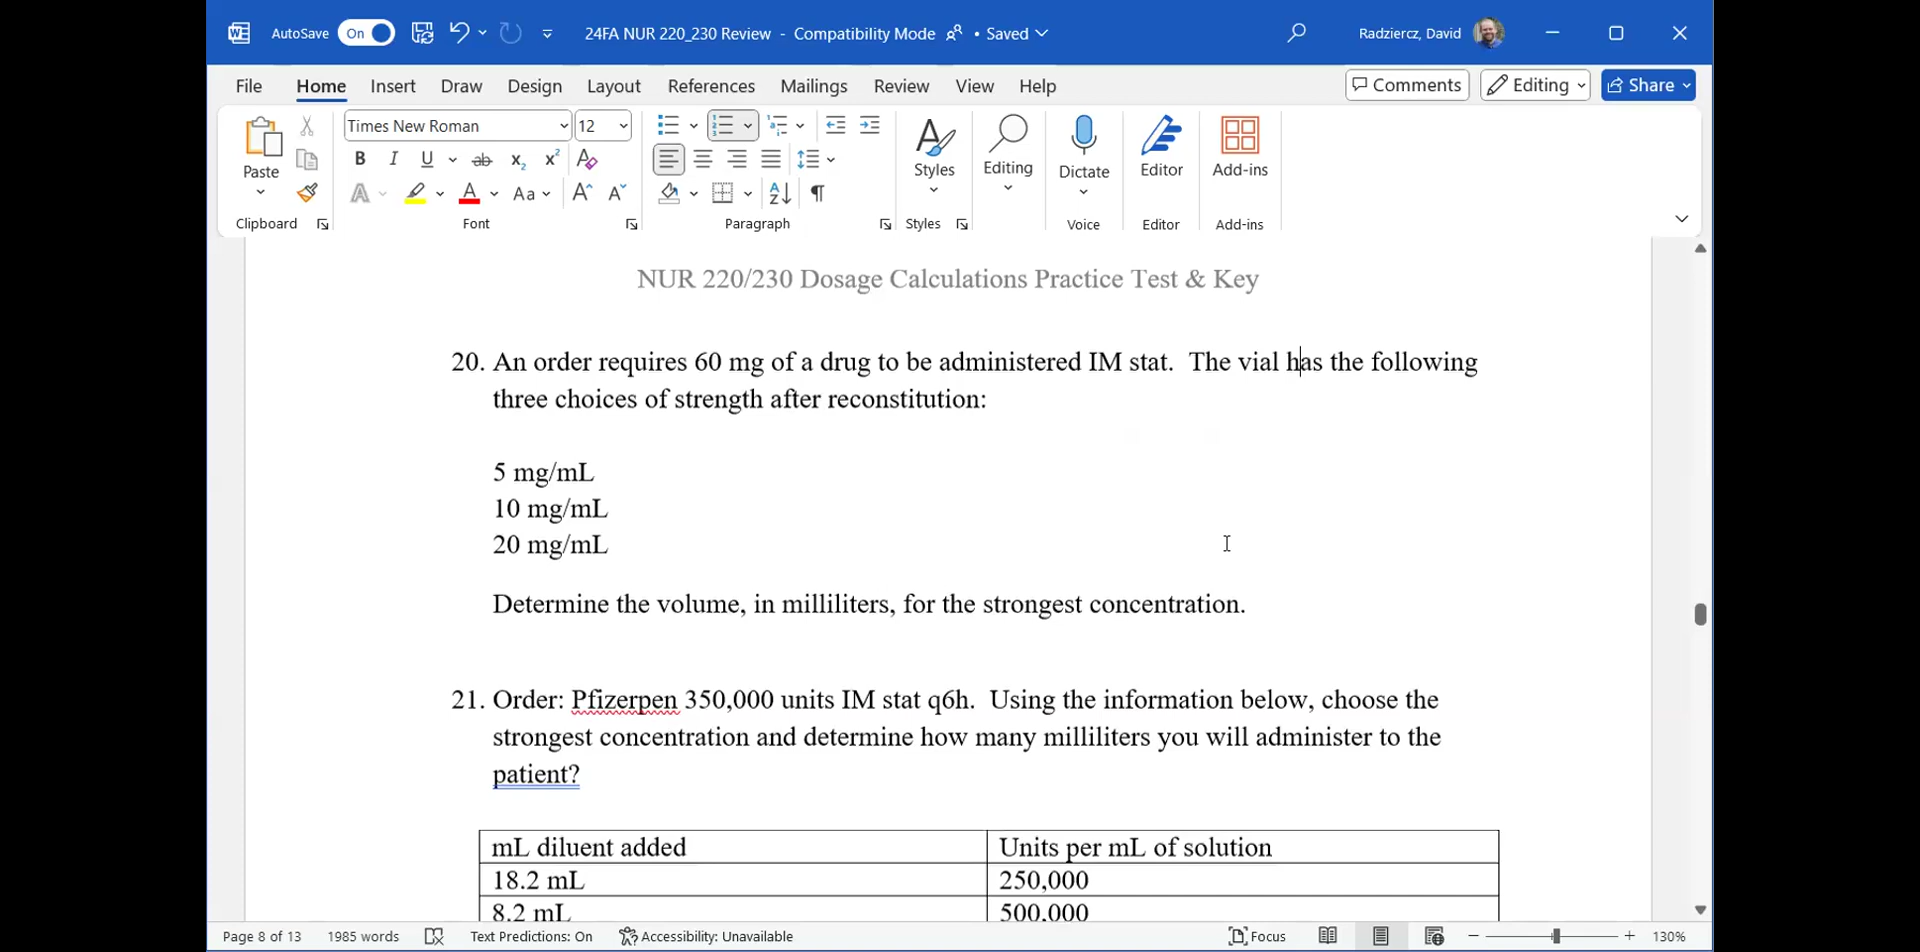 AutoSave On 24FA NUR 220_230 Review - Compatibility Mode • Saved Radziercz, David
File Home Insert Draw Design Layout References Mailings Review View Help Comments Editing Share
Paste Times New Roman 12 Styles Editing Dictate Editor Add-ins
B I U ab x₂ x² A
A A Aa A A A Z ¶
Clipboard Font Paragraph Styles Voice Editor Add-ins
NUR 220/230 Dosage Calculations Practice Test & Key
20. An order requires 60 mg of a drug to be administered IM stat. The vial has the following
three choices of strength after reconstitution:
5 mg/mL
10 mg/mL
20 mg/mL
Determine the volume, in milliliters, for the strongest concentration.
21. Order: Pfizerpen 350,000 units IM stat q6h. Using the information below, choose the
strongest concentration and determine how many milliliters you will administer to the
patient?
mL diluent added Units per mL of solution
18.2 mL 250,000
8.2 mL 500,000
Page 8 of 13 1985 words Text Predictions: On Accessibility: Unavailable Focus 130%